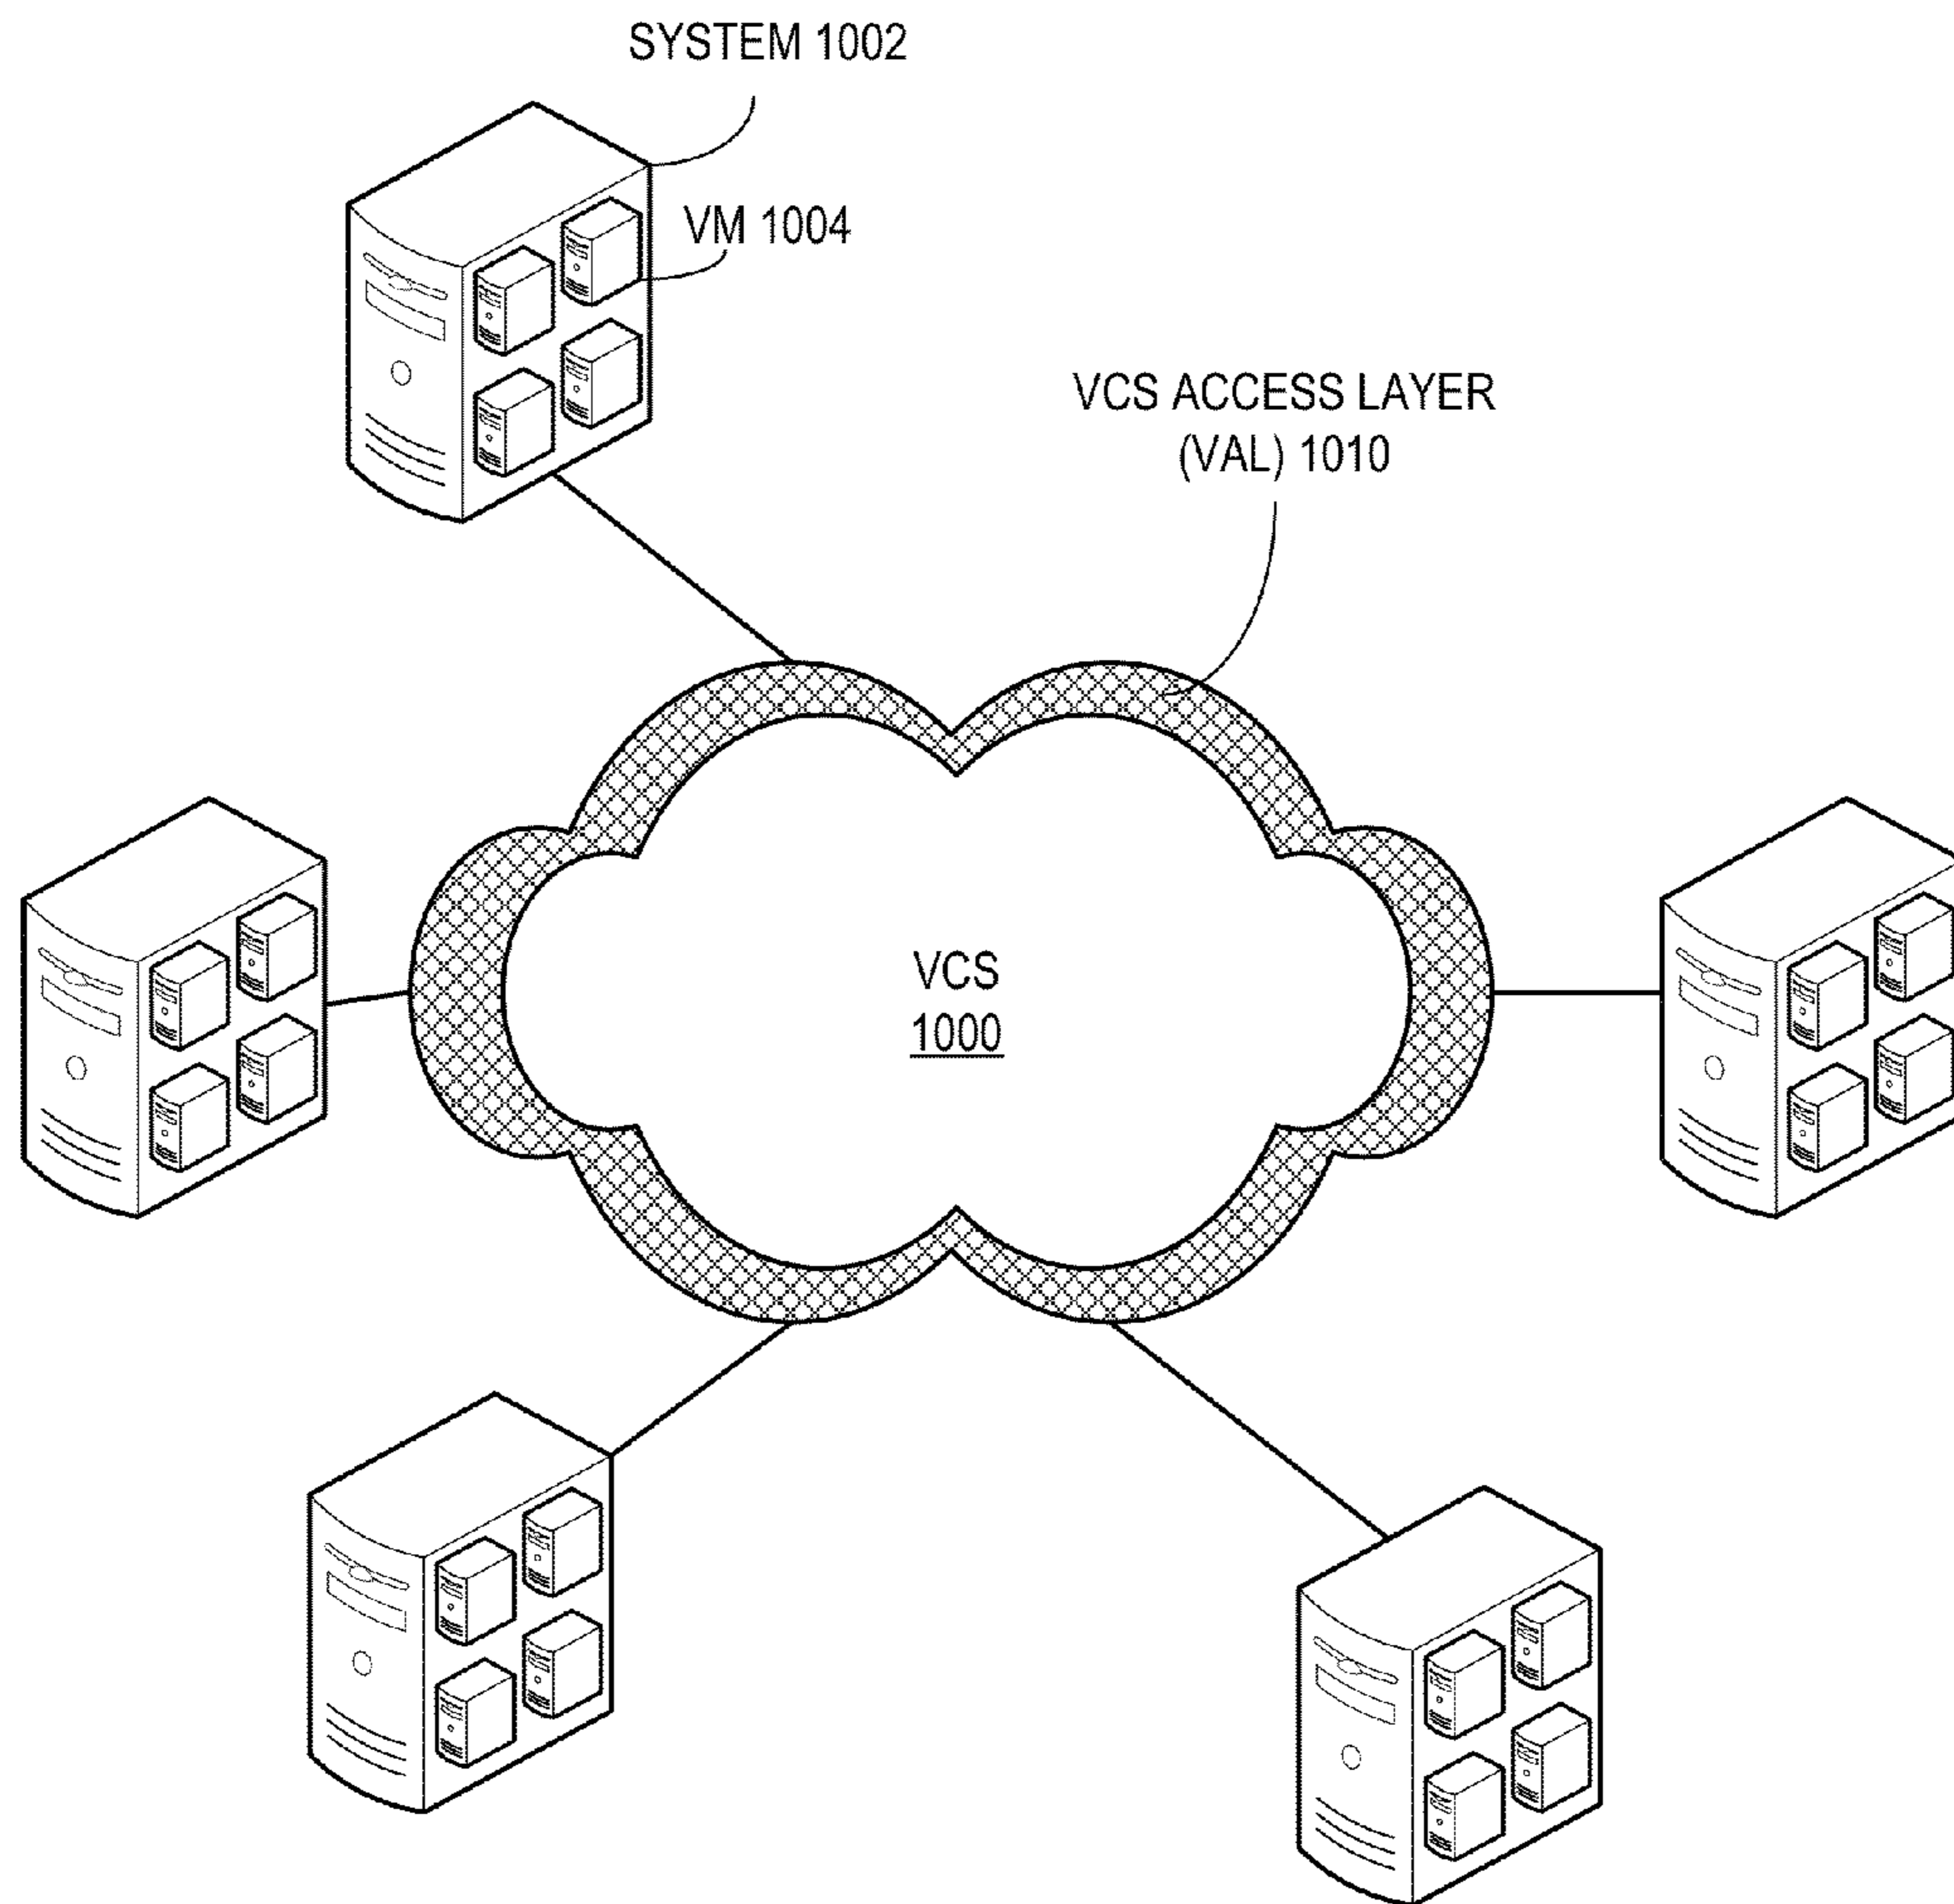 SYSTEM 1002
VM 1004
VCS ACCESS LAYER
(VAL) 1010
VCS
1000